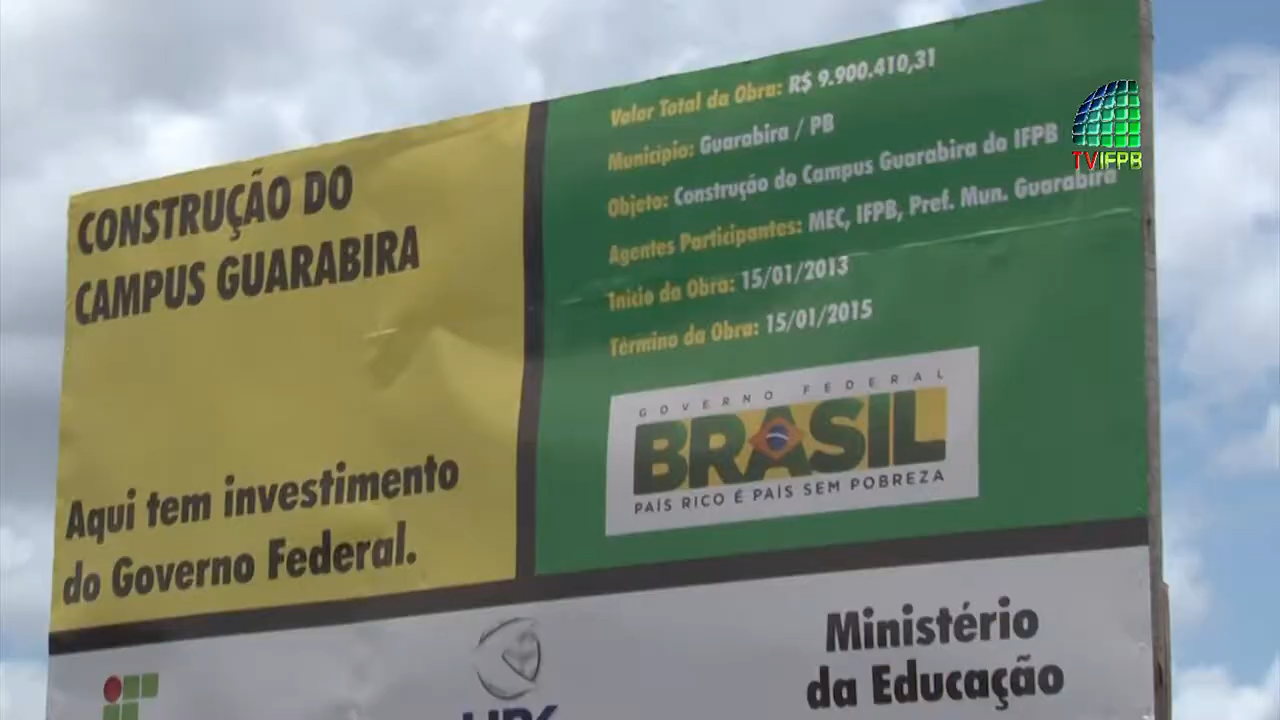 CONSTRUÇÃO DO
CAMPUS GUARABIRA
Aqui tem investimento
do Governo Federal.
Valor Total da Obra: R$ 9.900.410,31
Município: Guarabira / PB
Objeto: Construção do Campus Guarabira do IFPB
Agentes Participantes: MEC, IFPB, Pref. Mun. Guarabira
Início da Obra: 15/01/2013
Término da Obra: 15/01/2015
GOVERNO FEDERAL
BRASIL
PAÍS RICO É PAÍS SEM POBREZA
Ministério
da Educação
TVIFPB